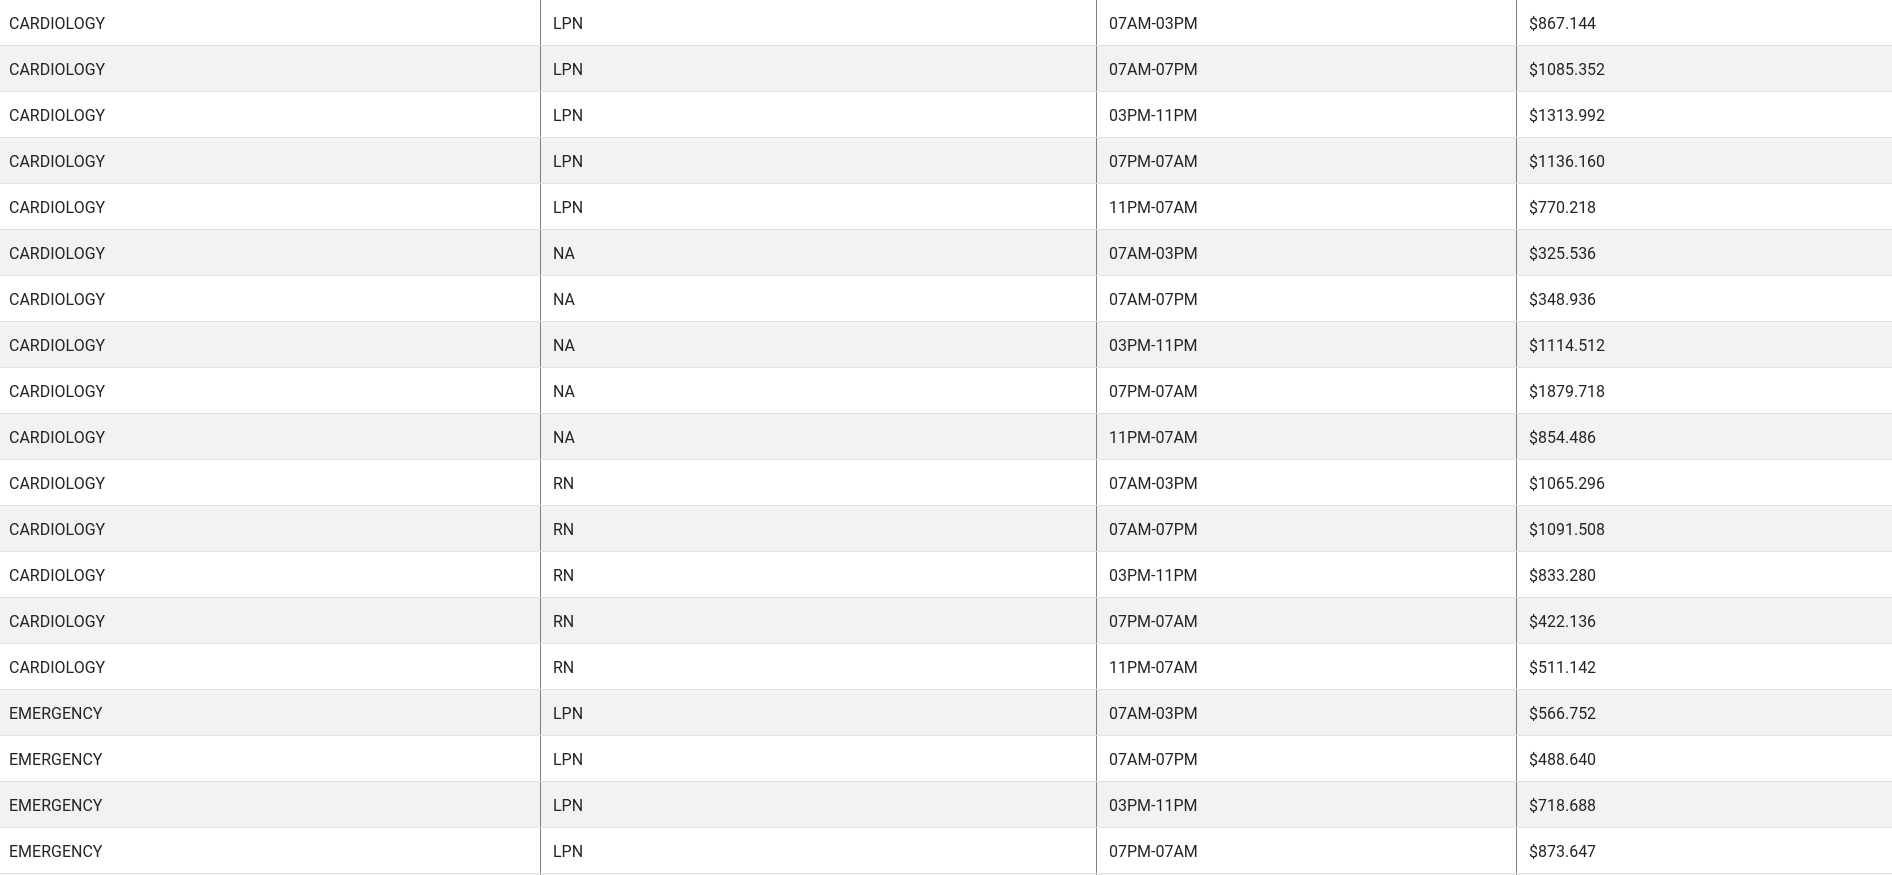 CARDIOLOGY LPN 07AM-03PM $867.144
CARDIOLOGY LPN 07AM-07PM $1085.352
CARDIOLOGY LPN 03PM-11PM $1313.992
CARDIOLOGY LPN 07PM-07AM $1136.160
CARDIOLOGY LPN 11PM-07AM $770.218
CARDIOLOGY NA 07AM-03PM $325.536
CARDIOLOGY NA 07AM-07PM $348.936
CARDIOLOGY NA 03PM-11PM $1114.512
CARDIOLOGY NA 07PM-07AM $1879.718
CARDIOLOGY NA 11PM-07AM $854.486
CARDIOLOGY RN 07AM-03PM $1065.296
CARDIOLOGY RN 07AM-07PM $1091.508
CARDIOLOGY RN 03PM-11PM $833.280
CARDIOLOGY RN 07PM-07AM $422.136
CARDIOLOGY RN 11PM-07AM $511.142
EMERGENCY LPN 07AM-03PM $566.752
EMERGENCY LPN 07AM-07PM $488.640
EMERGENCY LPN 03PM-11PM $718.688
EMERGENCY LPN 07PM-07AM $873.647